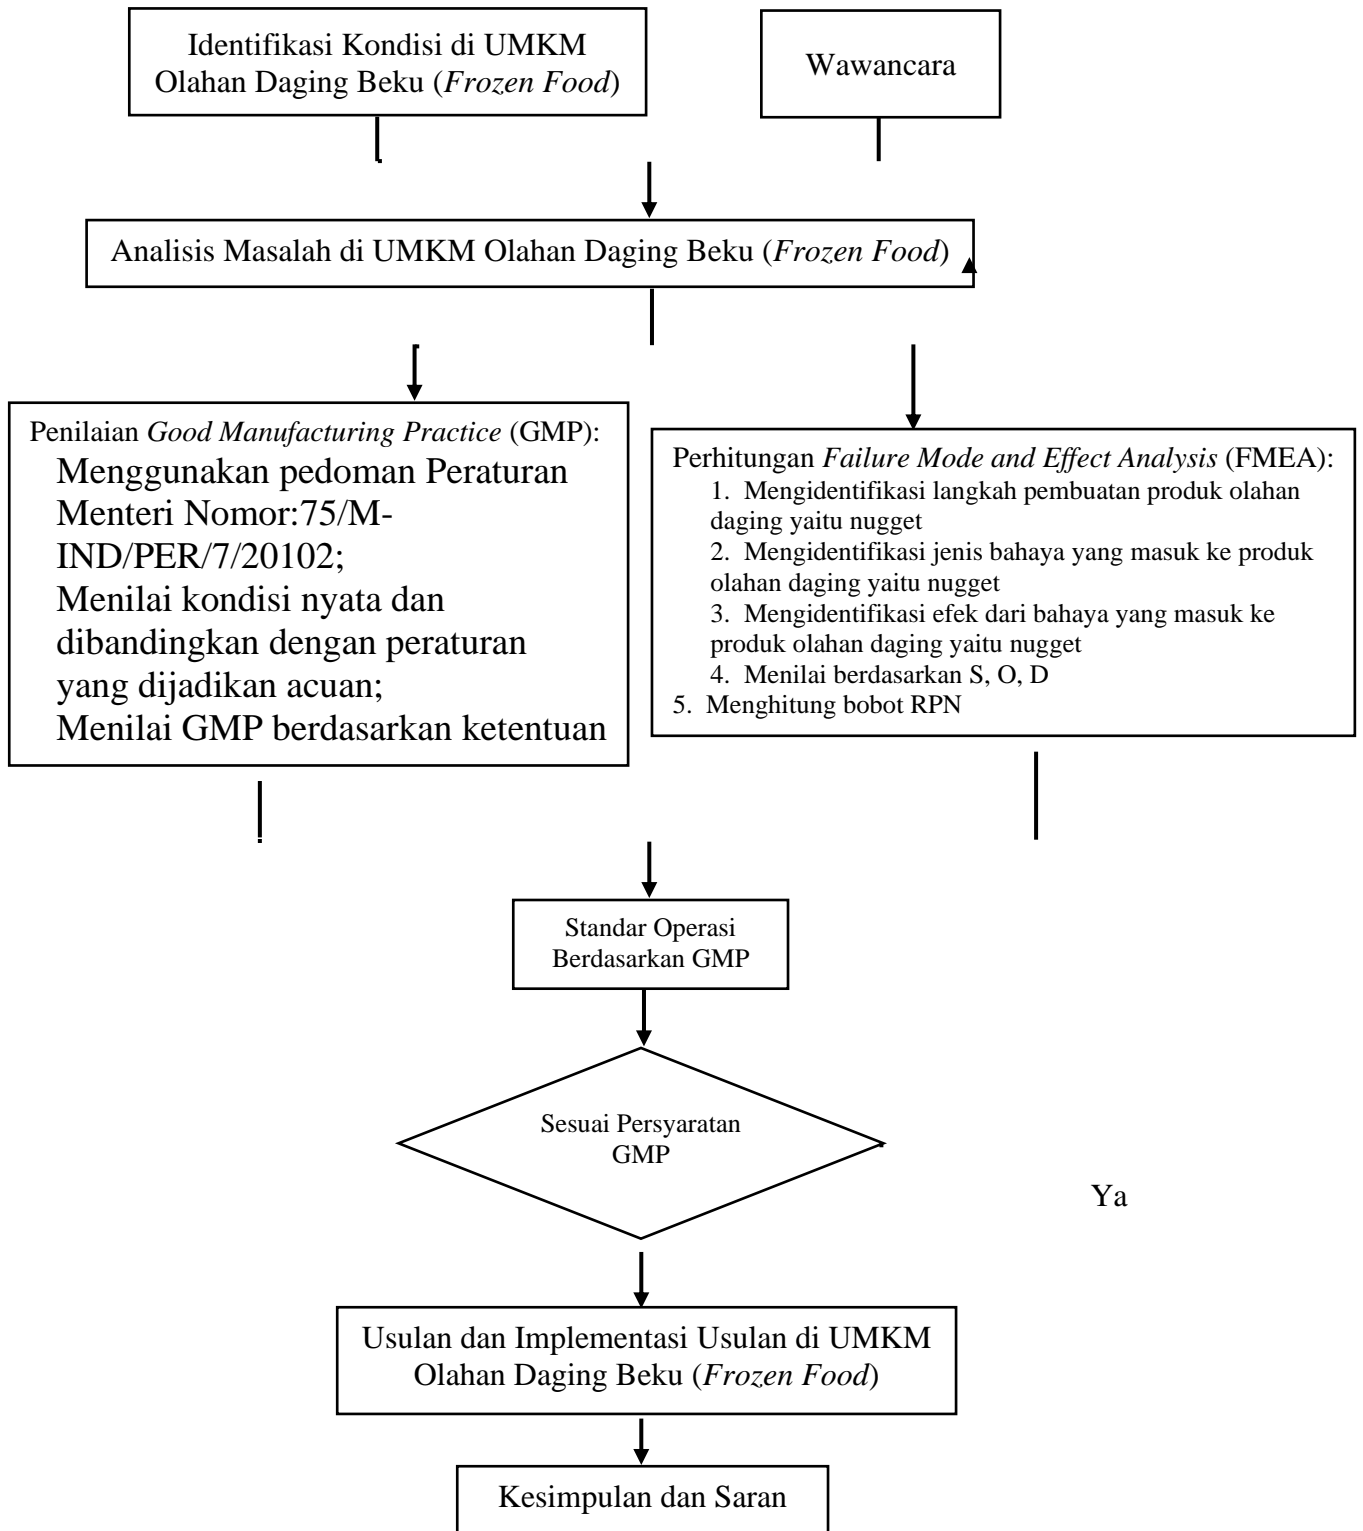 Identifikasi Kondisi di UMKM
Olahan Daging Beku (Frozen Food)
Wawancara
Analisis Masalah di UMKM Olahan Daging Beku (Frozen Food)
Penilaian Good Manufacturing Practice (GMP):
Menggunakan pedoman Peraturan
Menteri Nomor:75/M-
IND/PER/7/20102;
Menilai kondisi nyata dan
dibandingkan dengan peraturan
yang dijadikan acuan;
Menilai GMP berdasarkan ketentuan
Perhitungan Failure Mode and Effect Analysis (FMEA):
1. Mengidentifikasi langkah pembuatan produk olahan
daging yaitu nugget
2. Mengidentifikasi jenis bahaya yang masuk ke produk
olahan daging yaitu nugget
3. Mengidentifikasi efek dari bahaya yang masuk ke
produk olahan daging yaitu nugget
4. Menilai berdasarkan S, O, D
5. Menghitung bobot RPN
Standar Operasi
Berdasarkan GMP
Sesuai Persyaratan
GMP
Ya
Usulan dan Implementasi Usulan di UMKM
Olahan Daging Beku (Frozen Food)
Kesimpulan dan Saran